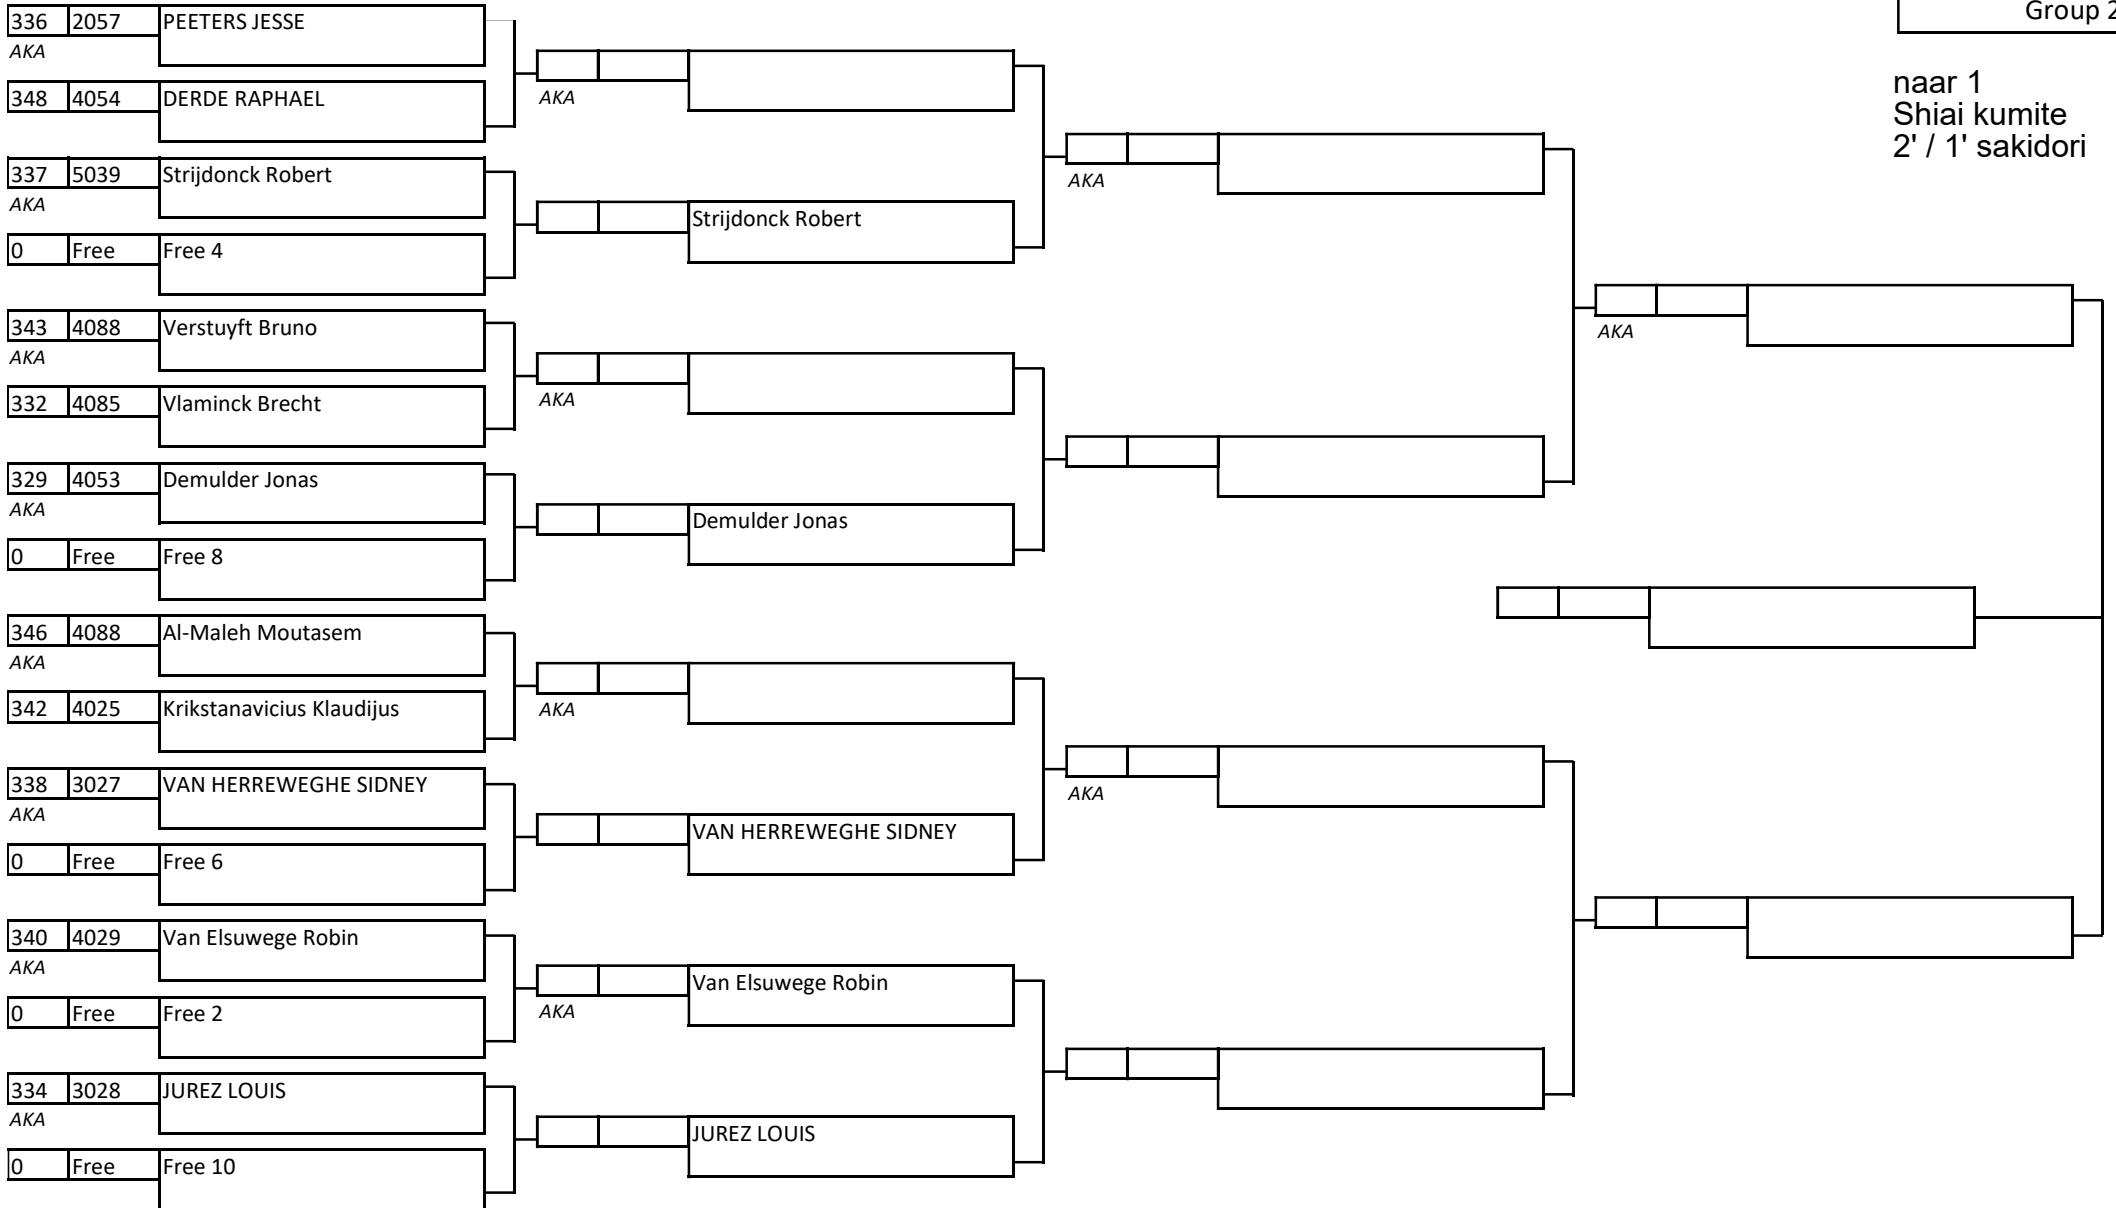 336 2057 PEETERS JESSE
AKA
348 4054 DERDE RAPHAEL
337 5039 Strijdonck Robert
AKA
0 Free Free 4
343 4088 Verstuyft Bruno
AKA
332 4085 Vlaminck Brecht
329 4053 Demulder Jonas
AKA
0 Free Free 8
346 4088 Al-Maleh Moutasem
AKA
342 4025 Krikstanavicius Klaudijus
338 3027 VAN HERREWEGHE SIDNEY
AKA
0 Free Free 6
340 4029 Van Elsuwege Robin
AKA
0 Free Free 2
334 3028 JUREZ LOUIS
AKA
0 Free Free 10
AKA
Strijdonck Robert
AKA
Demulder Jonas
AKA
VAN HERREWEGHE SIDNEY
Van Elsuwege Robin
AKA
JUREZ LOUIS
AKA
AKA
AKA
Group 2
naar 1
Shiai kumite
2' / 1' sakidori